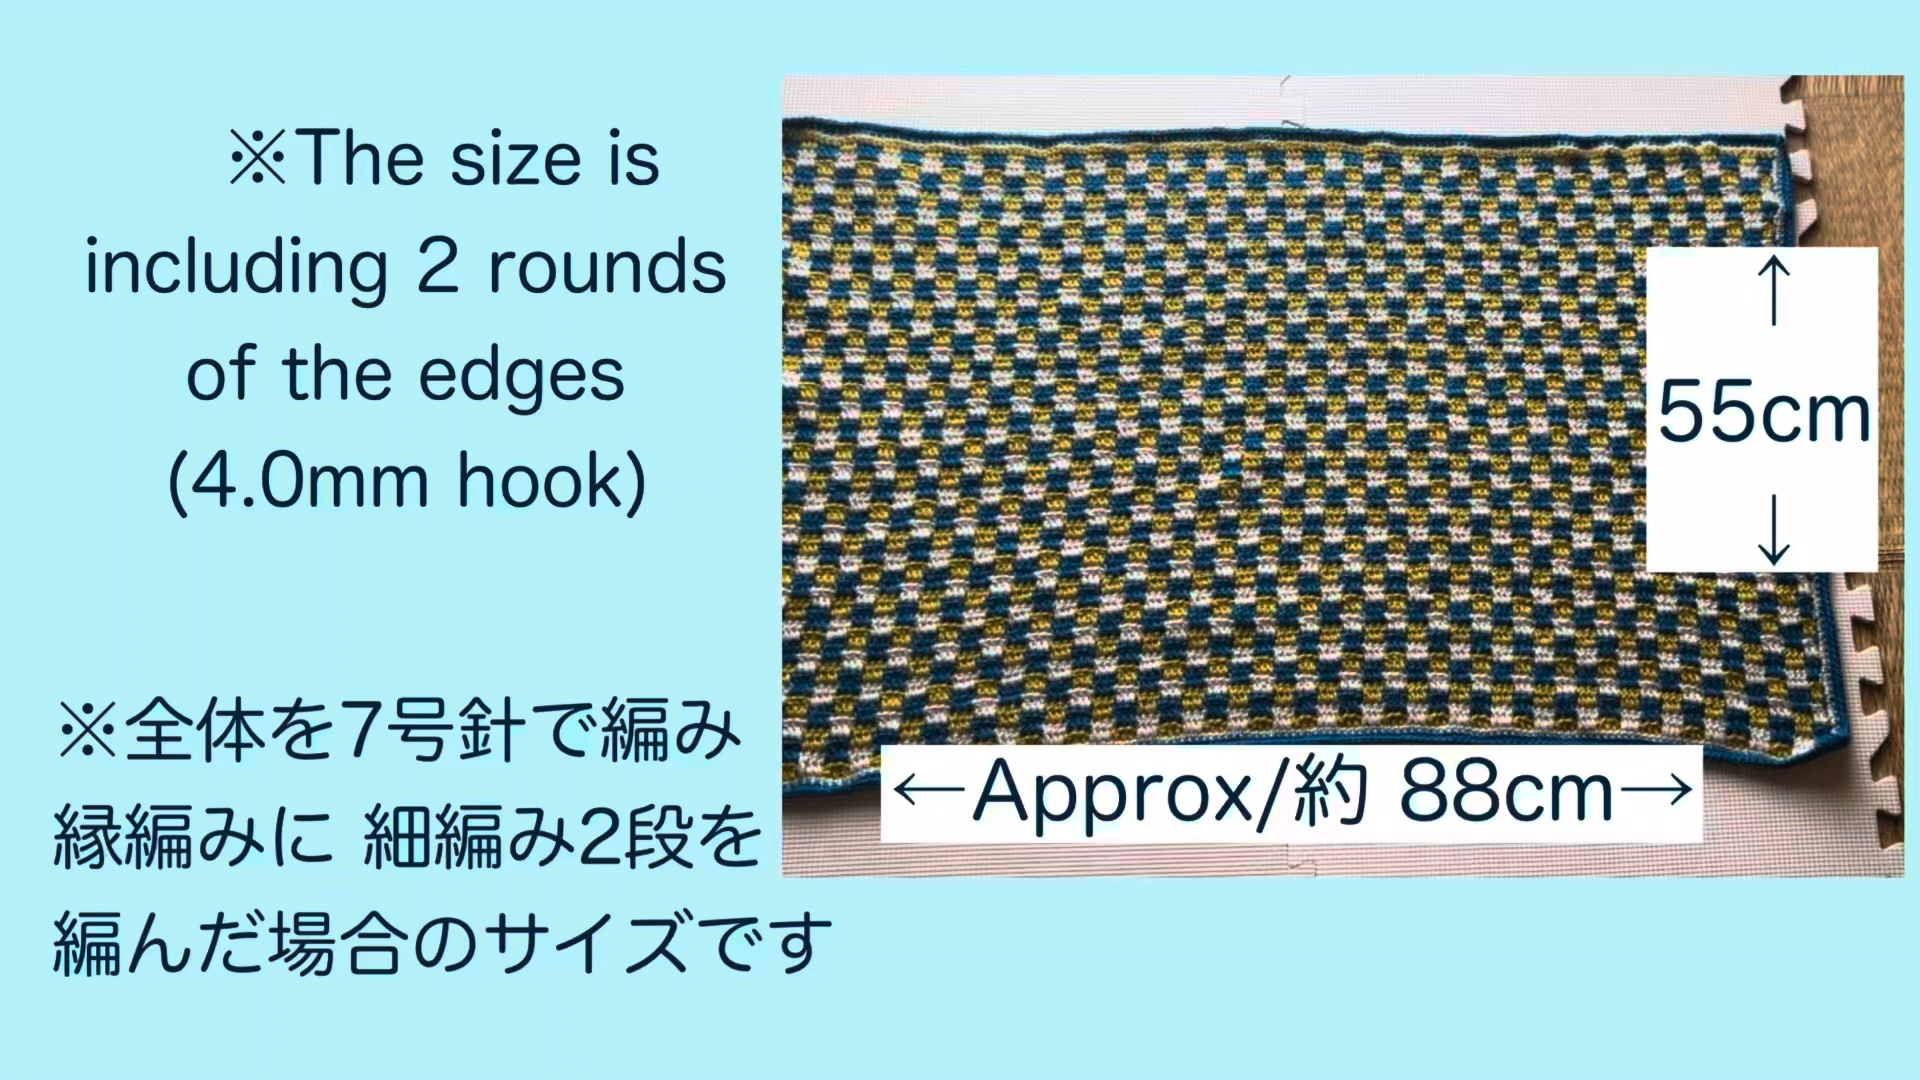 ※The size is
including 2 rounds
of the edges
(4.0mm hook)
※全体を7号針で編み
縁編みに 細編み2段を
編んだ場合のサイズです
↑
55cm
↓
←Approx/約 88cm→